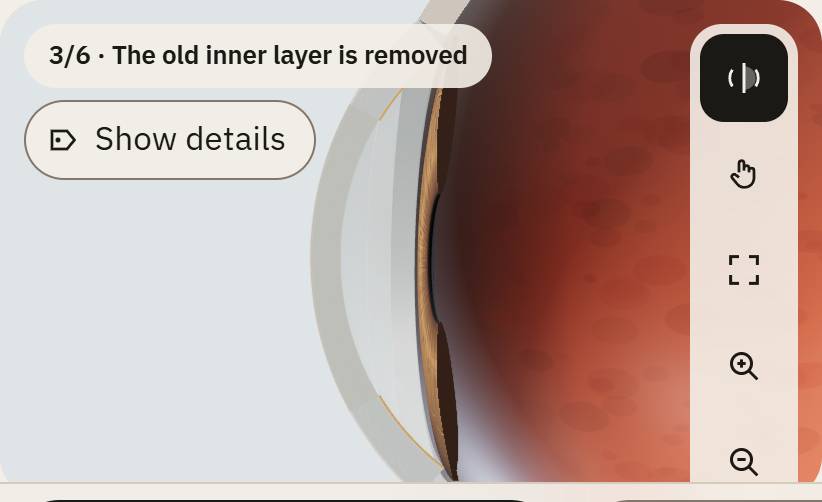 3/6 · The old inner layer is removed
Show details